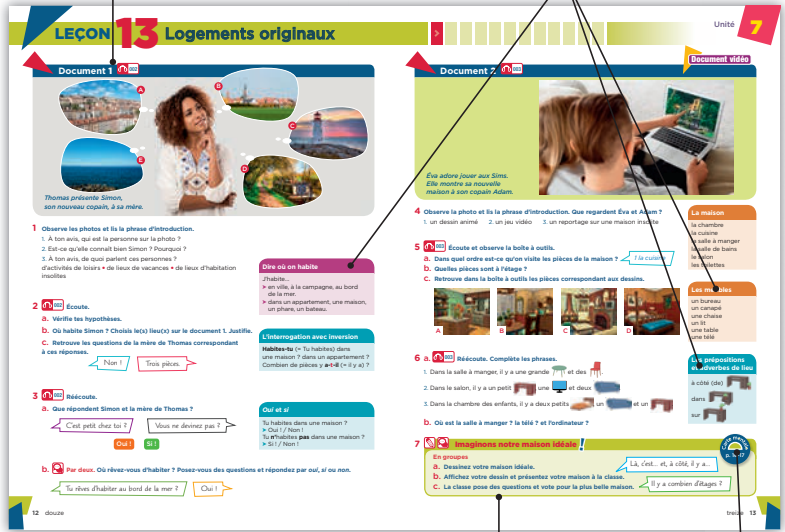 LEÇON 13 Logements originaux
Unité 7
Document 1 002
A
B
C
D
E
Thomas présente Simon,
son nouveau copain, à sa mère.
1 Observe les photos et lis la phrase d'introduction.
1. À ton avis, qui est la personne sur la photo ?
2. Est-ce qu'elle connaît bien Simon ? Pourquoi ?
3. À ton avis, de quoi parlent ces personnes ?
d'activités de loisirs • de lieux de vacances • de lieux d'habitation
insolites
2 002 Écoute.
a. Vérifie tes hypothèses.
b. Où habite Simon ? Choisis le(s) lieu(x) sur le document 1. Justifie.
c. Retrouve les questions de la mère de Thomas correspondant
à ces réponses.
Non !
Trois pièces.
3 002 Réécoute.
a. Que répondent Simon et la mère de Thomas ?
C'est petit chez toi ?
Vous ne devinez pas ?
Oui !
Si !
b. Par deux. Où rêvez-vous d'habiter ? Posez-vous des questions et répondez par oui, si ou non.
Tu rêves d'habiter au bord de la mer ?
Oui !
Dire où on habite
J'habite...
➤ en ville, à la campagne, au bord
de la mer.
➤ dans un appartement, une maison,
un phare, un bateau.
L'interrogation avec inversion
Habites-tu (= Tu habites) dans
une maison ? dans un appartement ?
Combien de pièces y a-t-il (= il y a) ?
Oui et si
Tu habites dans une maison ?
➤ Oui ! / Non !
Tu n'habites pas dans une maison ?
➤ Si ! / Non !
12 douze
Document 2 003
Document vidéo
Éva adore jouer aux Sims.
Elle montre sa nouvelle
maison à son copain Adam.
4 Observe la photo et lis la phrase d'introduction. Que regardent Éva et Adam ?
1. un dessin animé 2. un jeu vidéo 3. un reportage sur une maison insolite
5 003 Écoute et observe la boîte à outils.
a. Dans quel ordre est-ce qu'on visite les pièces de la maison ?
1 la cuisine
b. Quelles pièces sont à l'étage ?
c. Retrouve dans la boîte à outils les pièces correspondant aux dessins.
A
B
C
D
6 a. 003 Réécoute. Complète les phrases.
1. Dans la salle à manger, il y a une grande et des
2. Dans le salon, il y a un petit une et deux
3. Dans la chambre des enfants, il y a deux petits un et un
b. Où est la salle à manger ? la télé ? et l'ordinateur ?
7 Imaginons notre maison idéale !
En groupes
a. Dessinez votre maison idéale.
b. Affichez votre dessin et présentez votre maison à la classe.
c. La classe pose des questions et vote pour la plus belle maison.
Là, c'est... et, à côté, il y a...
Il y a combien d'étages ?
La maison
la chambre
la cuisine
la salle à manger
la salle de bains
le salon
les toilettes
Les meubles
un bureau
un canapé
une chaise
un lit
une table
une télé
Les prépositions
et adverbes de lieu
à côté (de)
dans
sur
Carte mentale
treize 13